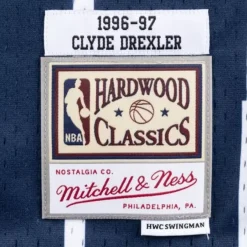 1996-97
CLYDE DREXLER
HARDWOOD
NBA
CLASSICS
NOSTALGIA CO.
Mitchell & Ness
PHILADELPHIA, PA.
HWC SWINGMAN